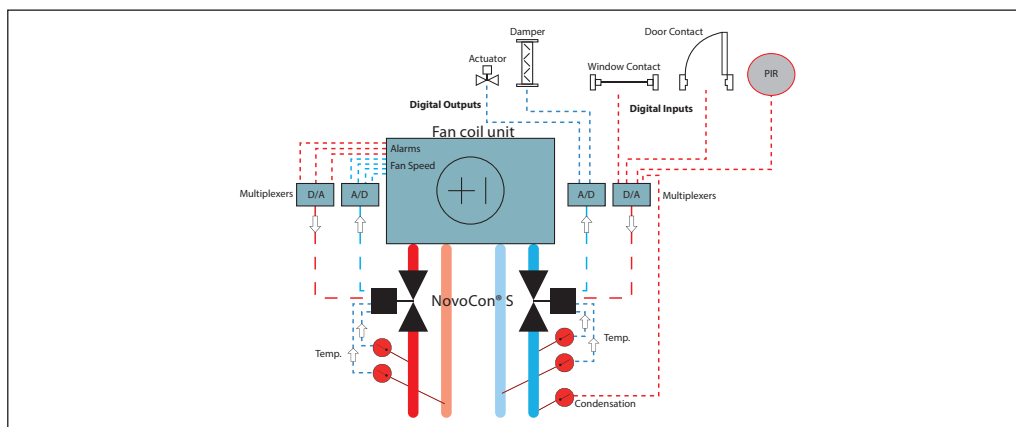 Damper
Door Contact
Actuator
Window Contact
PIR
Digital Outputs
Digital Inputs
Fan coil unit
Alarms
Fan Speed
Multiplexers
D/A
A/D
A/D
D/A
Multiplexers
NovoCon® S
Temp.
Temp.
Condensation